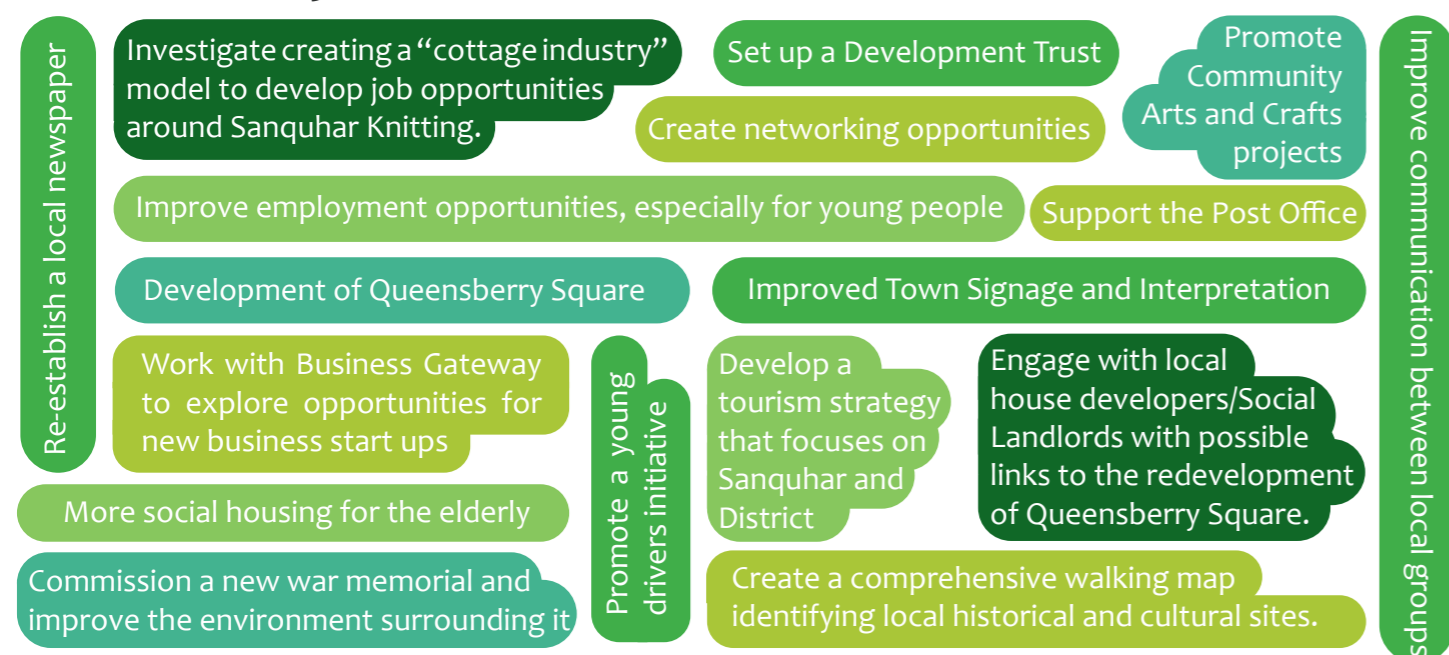 Re-establish a local newspaper
Investigate creating a “cottage industry”
model to develop job opportunities
around Sanquhar Knitting.
Set up a Development Trust
Create networking opportunities
Promote
Community
Arts and Crafts
projects
Improve communication between local groups
Improve employment opportunities, especially for young people
Support the Post Office
Development of Queensberry Square
Improved Town Signage and Interpretation
Work with Business Gateway
to explore opportunities for
new business start ups
Promote a young
drivers initiative
Develop a
tourism strategy
that focuses on
Sanquhar and
District
Engage with local
house developers/Social
Landlords with possible
links to the redevelopment
of Queensberry Square.
More social housing for the elderly
Commission a new war memorial and
improve the environment surrounding it
Create a comprehensive walking map
identifying local historical and cultural sites.